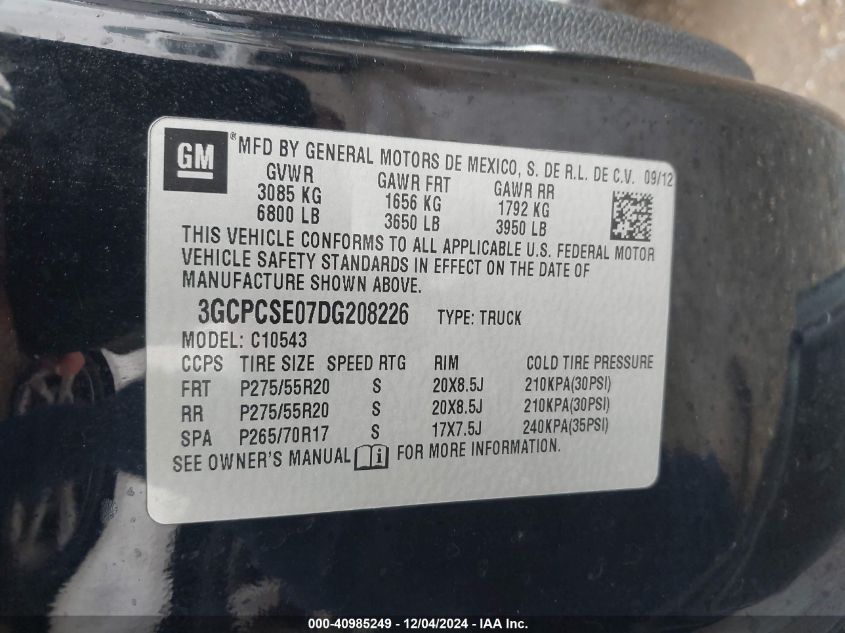 GM ® MFD BY GENERAL MOTORS DE MEXICO, S. DE R.L. DE C.V. 09/12
GVWR GAWR FRT GAWR RR
3085 KG 1656 KG 1792 KG
6800 LB 3650 LB 3950 LB
THIS VEHICLE CONFORMS TO ALL APPLICABLE U.S. FEDERAL MOTOR
VEHICLE SAFETY STANDARDS IN EFFECT ON THE DATE OF
MANUFACTURE SHOWN ABOVE.
3GCPCSE07DG208226 TYPE: TRUCK
MODEL: C10543
CCPS TIRE SIZE SPEED RTG RIM COLD TIRE PRESSURE
FRT P275/55R20 S 20X8.5J 210KPA(30PSI)
RR P275/55R20 S 20X8.5J 210KPA(30PSI)
SPA P265/70R17 S 17X7.5J 240KPA(35PSI)
SEE OWNER'S MANUAL FOR MORE INFORMATION.
000-40985249 - 12/04/2024 - IAA Inc.